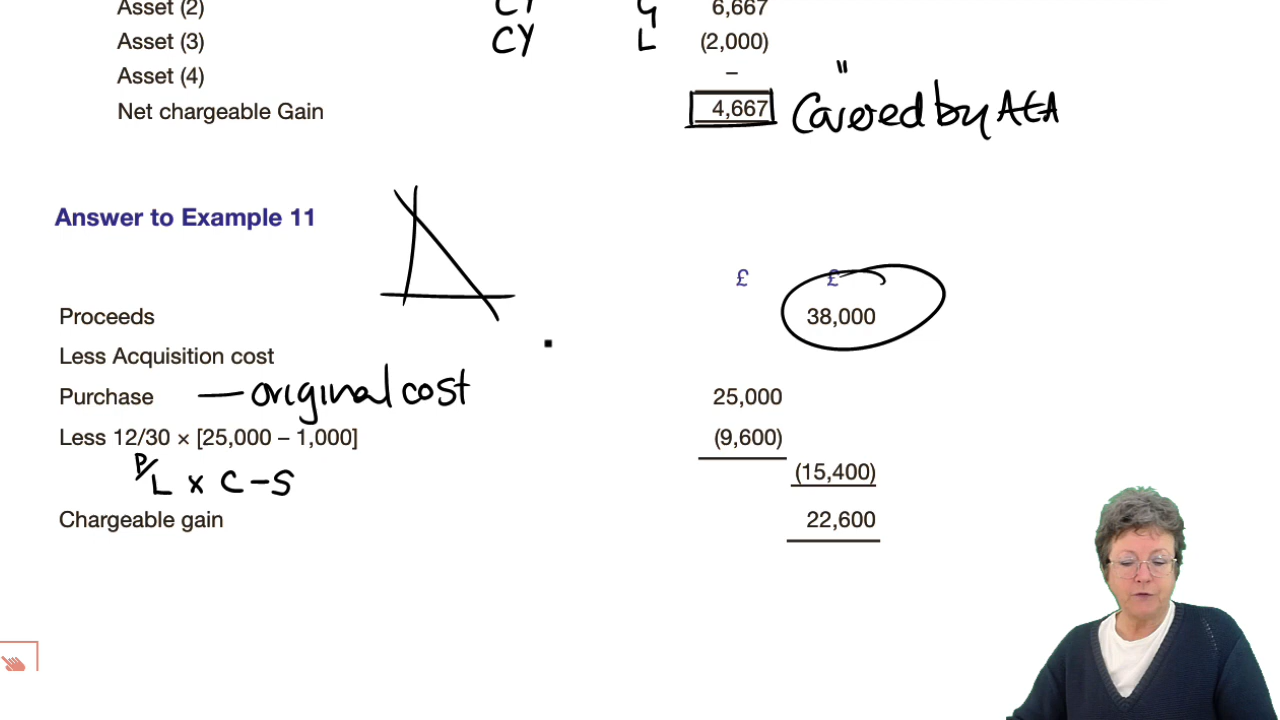 Asset (2) CY G 6,667
Asset (3) CY L (2,000)
Asset (4) – "
Net chargeable Gain 4,667 Covered by AEA
Answer to Example 11
£ £
Proceeds 38,000
Less Acquisition cost
Purchase — original cost 25,000
Less 12/30 × [25,000 – 1,000] (9,600)
P/L x C - S (15,400)
Chargeable gain 22,600